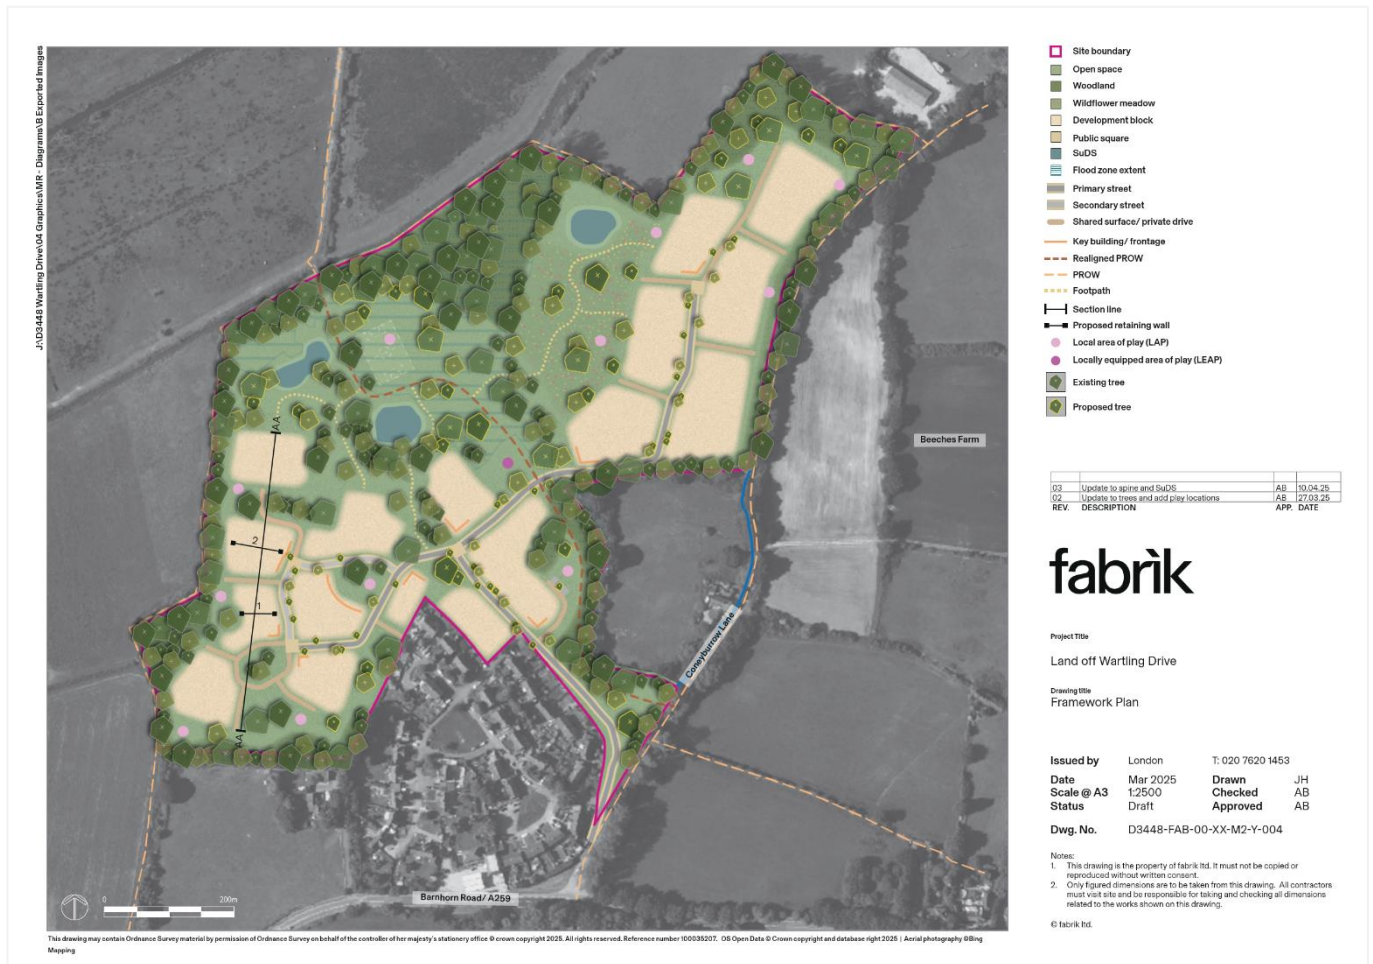 J:\D3448 Wartling Drive\04 Graphics\MR - Diagrams\B Exported Images
AA
2
1
AA
Beeches Farm
Coneyburrow Lane
Barnhorn Road/ A259
0
200m
Site boundary
Open space
Woodland
Wildflower meadow
Development block
Public square
SuDS
Flood zone extent
Primary street
Secondary street
Shared surface/ private drive
Key building/ frontage
Realigned PROW
PROW
Footpath
Section line
Proposed retaining wall
Local area of play (LAP)
Locally equipped area of play (LEAP)
Existing tree
Proposed tree
03 Update to spine and SuDS AB 10.04.25
02 Update to trees and add play locations AB 27.03.25
REV. DESCRIPTION APP. DATE
fabrìk
Project Title
Land off Wartling Drive
Drawing title
Framework Plan
Issued by London T: 020 7620 1453
Date Mar 2025 Drawn JH
Scale @ A3 1:2500 Checked AB
Status Draft Approved AB
Dwg. No. D3448-FAB-00-XX-M2-Y-004
Notes:
1. This drawing is the property of fabrik ltd. It must not be copied or
reproduced without written consent.
2. Only figured dimensions are to be taken from this drawing. All contractors
must visit site and be responsible for taking and checking all dimensions
related to the works shown on this drawing.
© fabrik ltd.
This drawing may contain Ordnance Survey material by permission of Ordnance Survey on behalf of the controller of her majesty's stationery office © crown copyright 2025. All rights reserved. Reference number 100035207. OS Open Data © Crown copyright and database right 2025 | Aerial photography ©Bing
Mapping